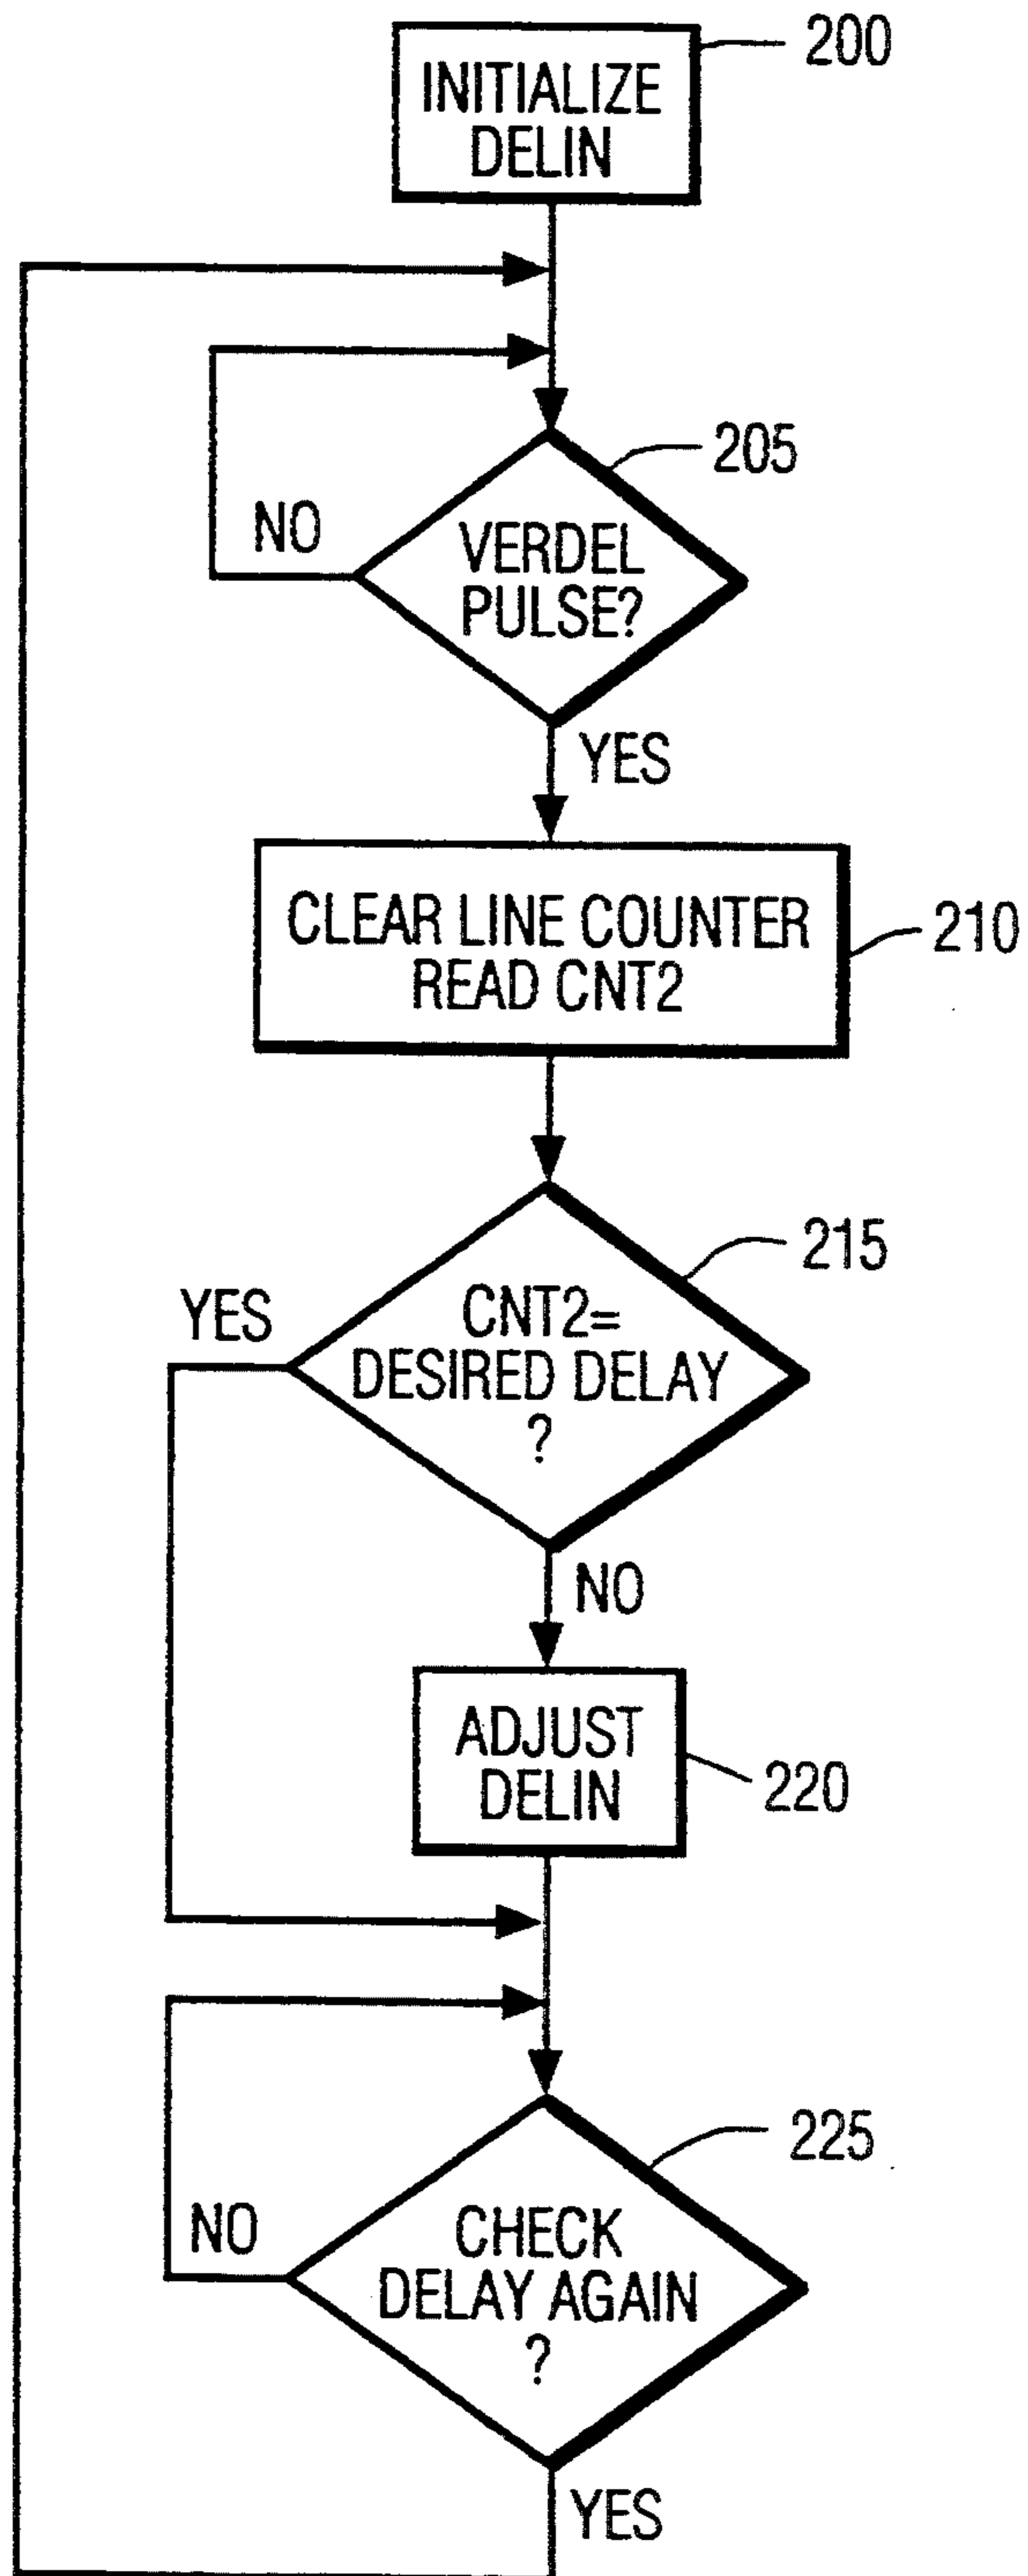 200
INITIALIZE
DELIN
205
NO
VERDEL
PULSE?
YES
CLEAR LINE COUNTER
READ CNT2
210
215
YES
CNT2=
DESIRED DELAY
?
NO
ADJUST
DELIN
220
225
NO
CHECK
DELAY AGAIN
?
YES